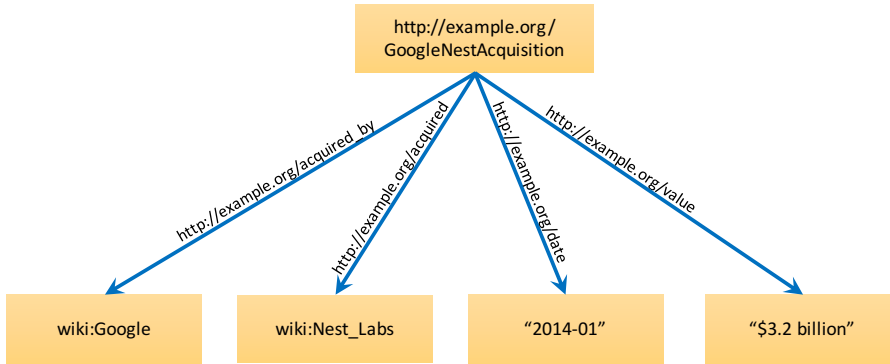 http://example.org/
GoogleNestAcquisition
http://example.org/acquired_by
http://example.org/acquired
http://example.org/date
http://example.org/value
wiki:Google
wiki:Nest_Labs
“2014-01”
“$3.2 billion”